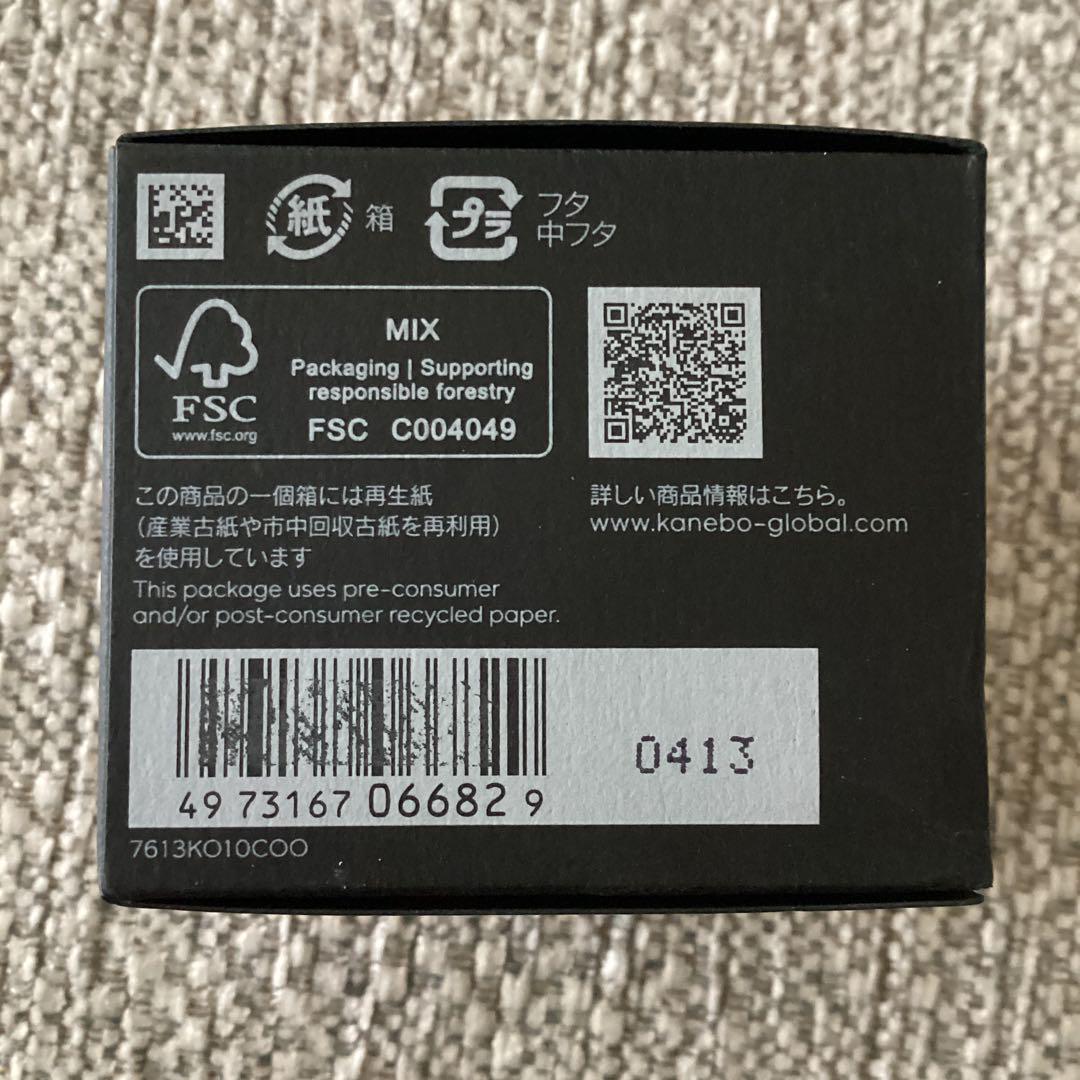 紙 箱
プラ フタ
中フタ
FSC
www.fsc.org
MIX
Packaging | Supporting
responsible forestry
FSC C004049
この商品の一個箱には再生紙
(産業古紙や市中回収古紙を再利用)
を使用しています
This package uses pre-consumer
and/or post-consumer recycled paper.
詳しい商品情報はこちら。
www.kanebo-global.com
49 73167 06682 9
0413
7613KO10COO